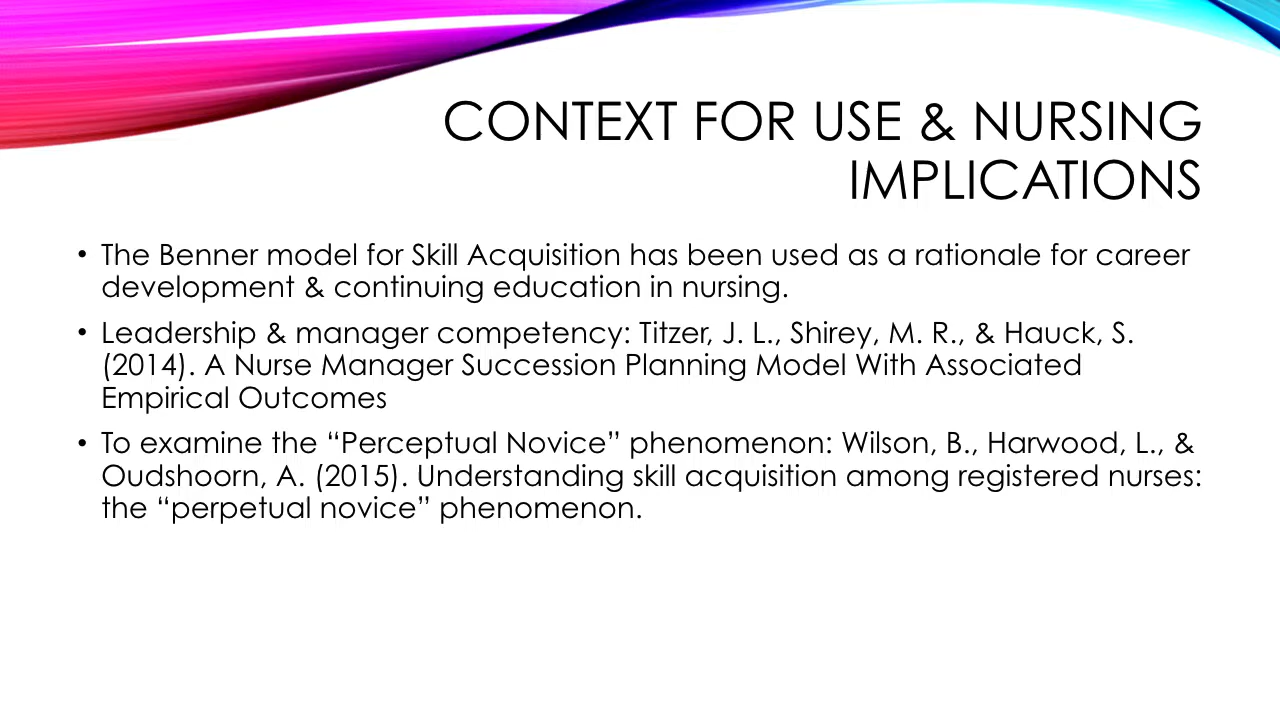 CONTEXT FOR USE & NURSING
IMPLICATIONS
• The Benner model for Skill Acquisition has been used as a rationale for career
development & continuing education in nursing.
• Leadership & manager competency: Titzer, J. L., Shirey, M. R., & Hauck, S.
(2014). A Nurse Manager Succession Planning Model With Associated
Empirical Outcomes
• To examine the “Perceptual Novice” phenomenon: Wilson, B., Harwood, L., &
Oudshoorn, A. (2015). Understanding skill acquisition among registered nurses:
the “perpetual novice” phenomenon.